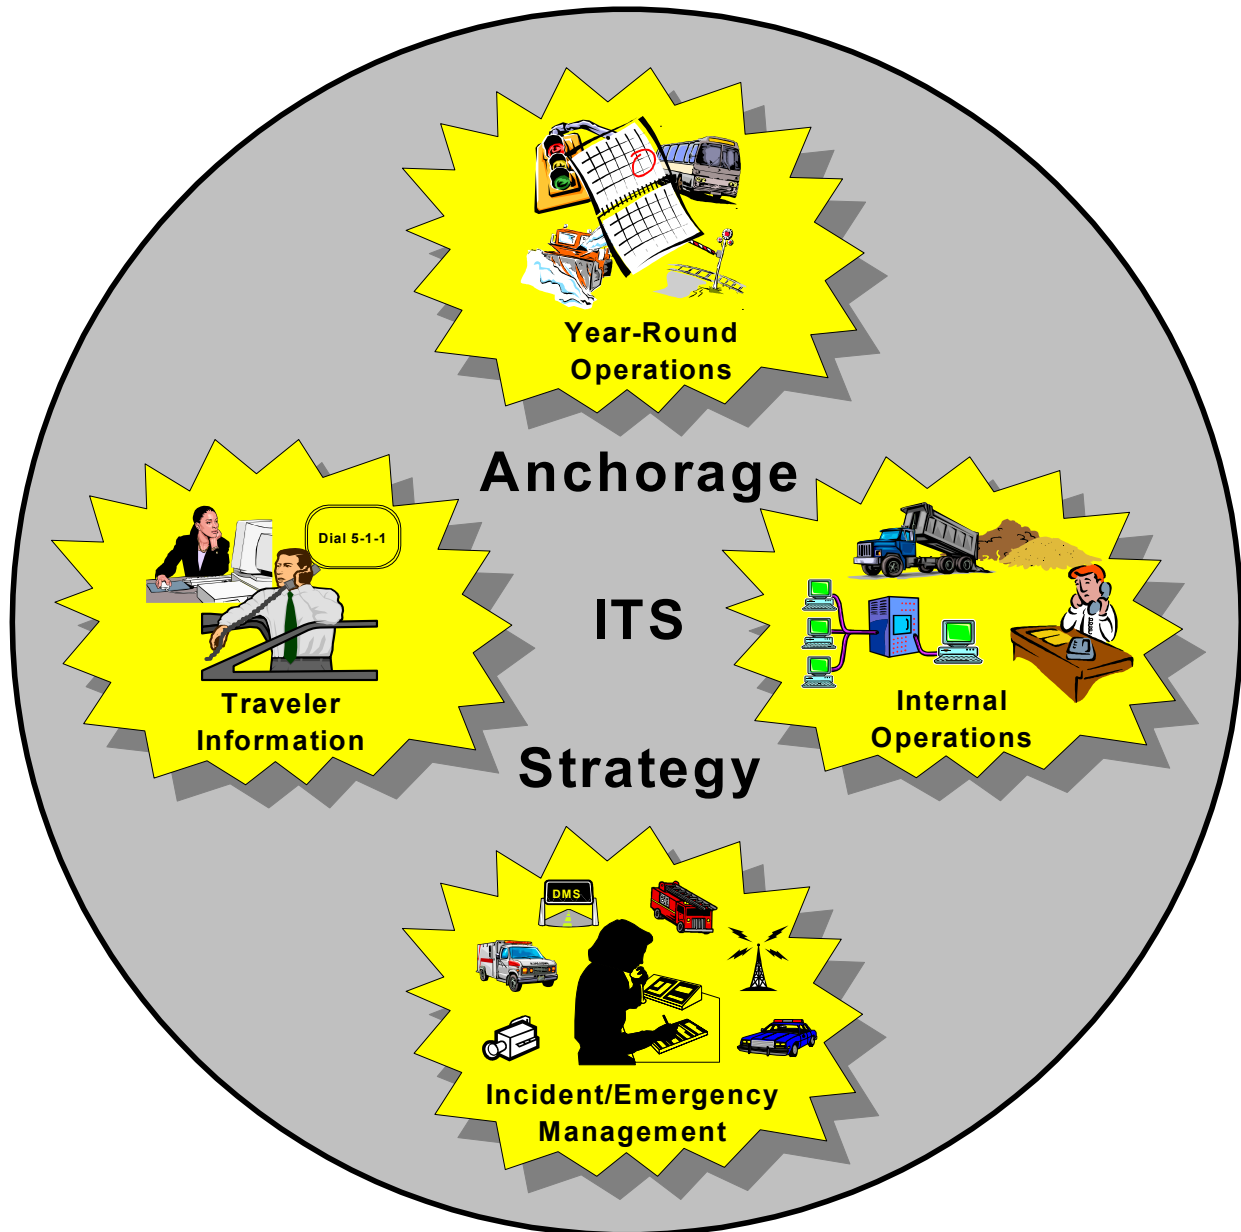 Year-Round
Operations
Anchorage
ITS
Strategy
Dial 5-1-1
Traveler
Information
Internal
Operations
DMS
Incident/Emergency
Management